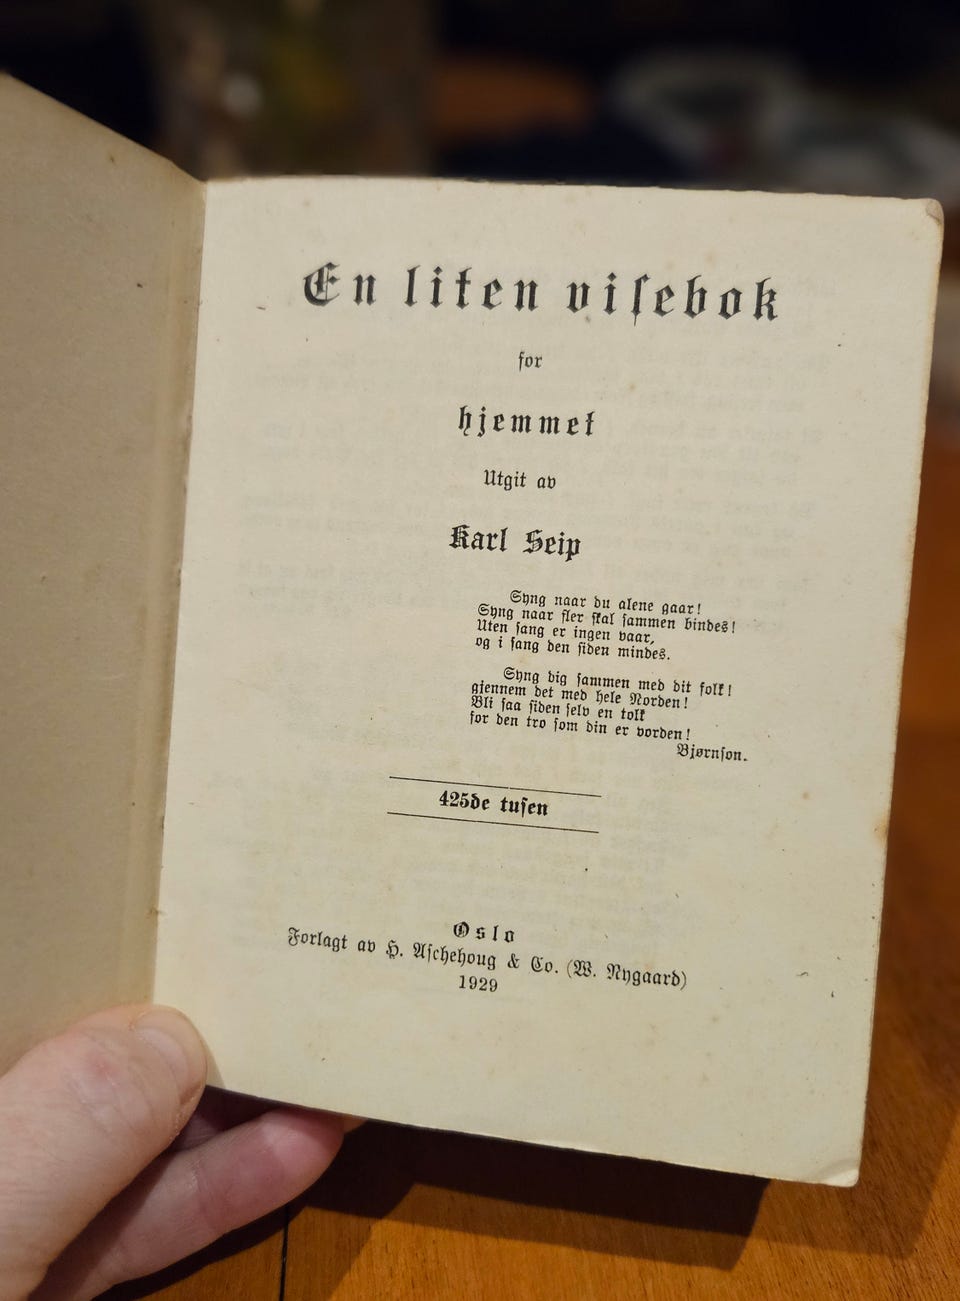 En liten visebok
for
hjemmet
Utgit av
Karl Seip
Syng naar du alene gaar!
Syng naar fler skal sammen bindes!
Uten sang er ingen vaar,
og i sang den siden mindes.
Syng dig sammen med dit folk!
gjennem det med hele Norden!
Bli saa siden selv en tolk
for den tro som din er vorden!
Bjørnson.
425de tusen
Oslo
Forlagt av H. Aschehoug & Co. (W. Nygaard)
1929